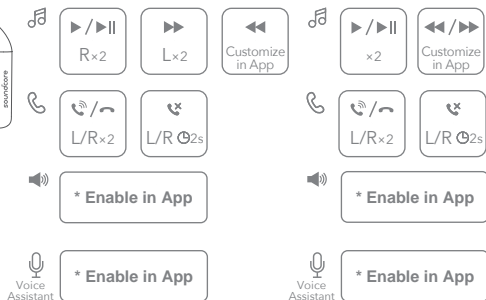 soundcore
R×2
L×2
Customize
in App
×2
Customize
in App
L/R×2
L/R 2s
L/R×2
L/R 2s
* Enable in App
* Enable in App
Voice
Assistant
* Enable in App
Voice
Assistant
* Enable in App